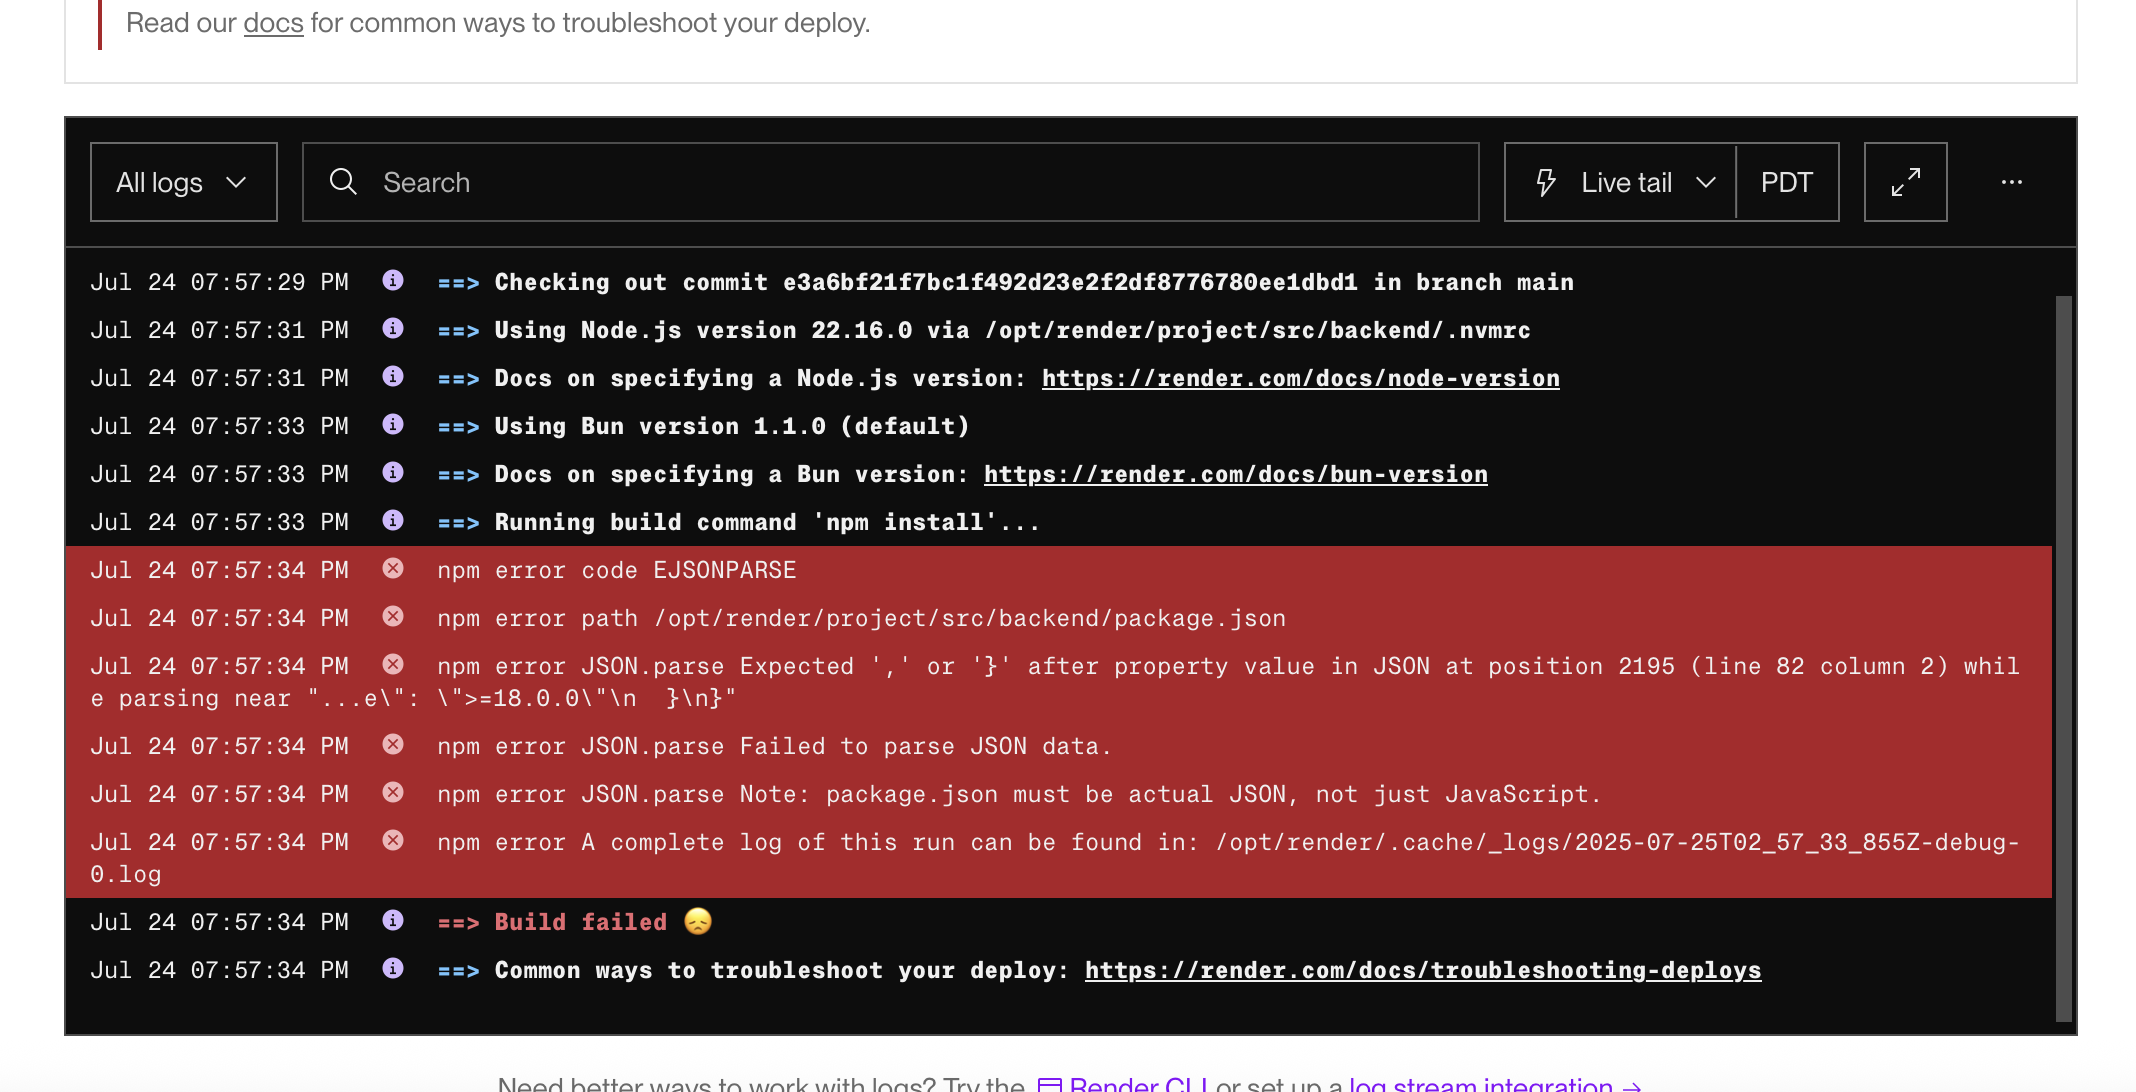 Read our docs for common ways to troubleshoot your deploy.
All logs
Search
Live tail
PDT
Jul 24 07:57:29 PM ==> Checking out commit e3a6bf21f7bc1f492d23e2f2df8776780ee1dbd1 in branch main
Jul 24 07:57:31 PM ==> Using Node.js version 22.16.0 via /opt/render/project/src/backend/.nvmrc
Jul 24 07:57:31 PM ==> Docs on specifying a Node.js version: https://render.com/docs/node-version
Jul 24 07:57:33 PM ==> Using Bun version 1.1.0 (default)
Jul 24 07:57:33 PM ==> Docs on specifying a Bun version: https://render.com/docs/bun-version
Jul 24 07:57:33 PM ==> Running build command 'npm install'...
Jul 24 07:57:34 PM npm error code EJSONPARSE
Jul 24 07:57:34 PM npm error path /opt/render/project/src/backend/package.json
Jul 24 07:57:34 PM npm error JSON.parse Expected ',' or '}' after property value in JSON at position 2195 (line 82 column 2) whil
e parsing near "...e\": \">=18.0.0\"\n  }\n}"
Jul 24 07:57:34 PM npm error JSON.parse Failed to parse JSON data.
Jul 24 07:57:34 PM npm error JSON.parse Note: package.json must be actual JSON, not just JavaScript.
Jul 24 07:57:34 PM npm error A complete log of this run can be found in: /opt/render/.cache/_logs/2025-07-25T02_57_33_855Z-debug-
0.log
Jul 24 07:57:34 PM ==> Build failed 😞
Jul 24 07:57:34 PM ==> Common ways to troubleshoot your deploy: https://render.com/docs/troubleshooting-deploys
Need better ways to work with logs? Try the Render CLI or set up a log stream integration →